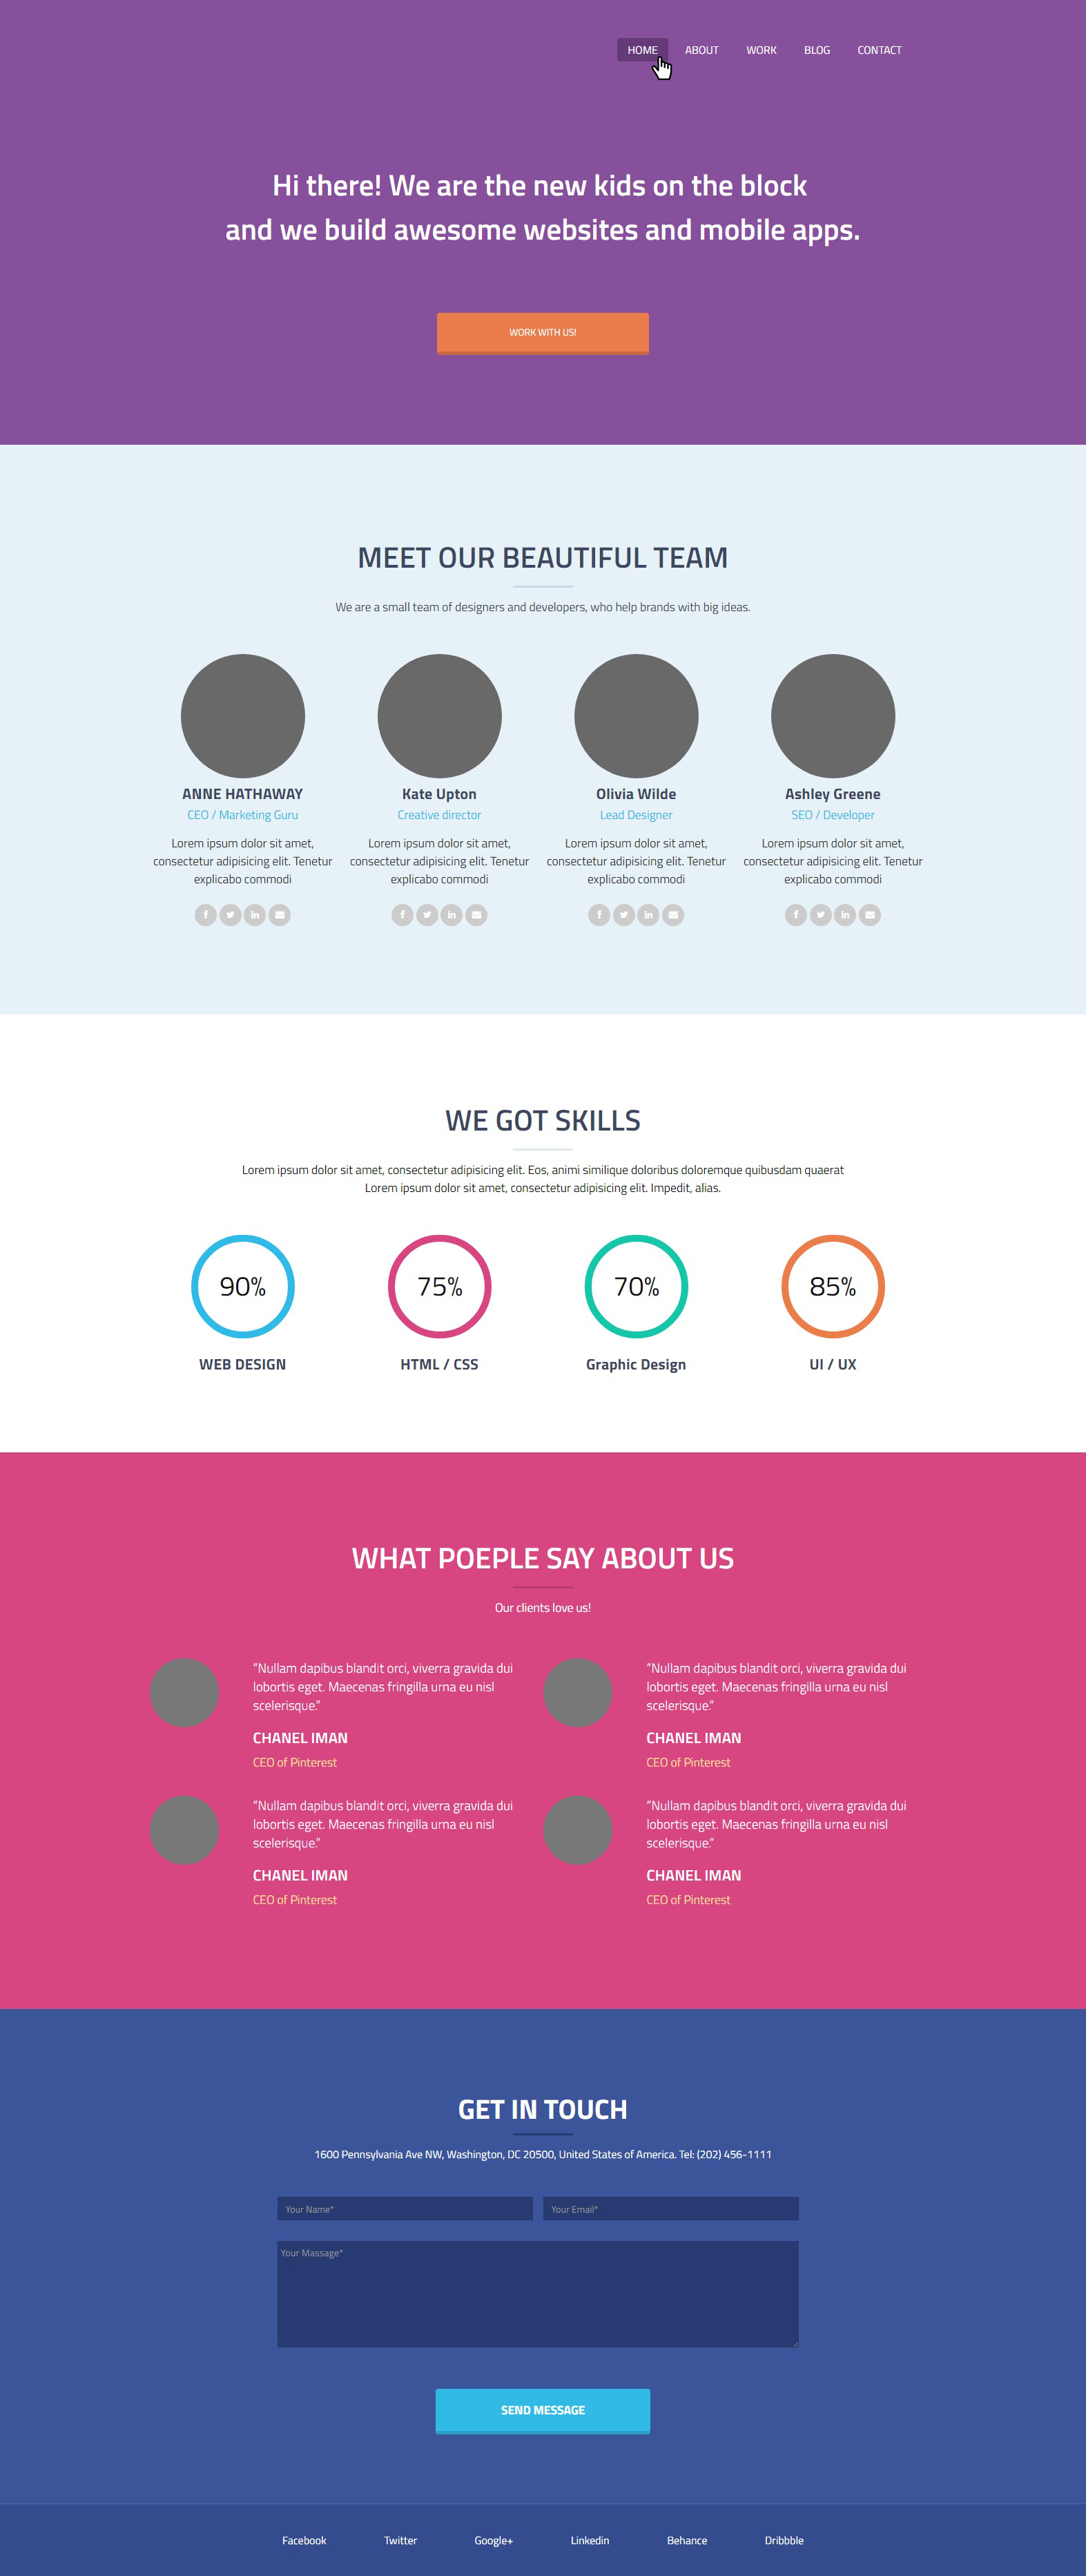 HOME ABOUT WORK BLOG CONTACT
Hi there! We are the new kids on the block
and we build awesome websites and mobile apps.
WORK WITH US!
MEET OUR BEAUTIFUL TEAM
We are a small team of designers and developers, who help brands with big ideas.
ANNE HATHAWAY
CEO / Marketing Guru
Lorem ipsum dolor sit amet,
consectetur adipisicing elit. Tenetur
explicabo commodi
Kate Upton
Creative director
Lorem ipsum dolor sit amet,
consectetur adipisicing elit. Tenetur
explicabo commodi
Olivia Wilde
Lead Designer
Lorem ipsum dolor sit amet,
consectetur adipisicing elit. Tenetur
explicabo commodi
Ashley Greene
SEO / Developer
Lorem ipsum dolor sit amet,
consectetur adipisicing elit. Tenetur
explicabo commodi
WE GOT SKILLS
Lorem ipsum dolor sit amet, consectetur adipisicing elit. Eos, animi similique doloribus doloremque quibusdam quaerat
Lorem ipsum dolor sit amet, consectetur adipisicing elit. Impedit, alias.
90%
WEB DESIGN
75%
HTML / CSS
70%
Graphic Design
85%
UI / UX
WHAT POEPLE SAY ABOUT US
Our clients love us!
“Nullam dapibus blandit orci, viverra gravida dui
lobortis eget. Maecenas fringilla urna eu nisl
scelerisque.”
CHANEL IMAN
CEO of Pinterest
“Nullam dapibus blandit orci, viverra gravida dui
lobortis eget. Maecenas fringilla urna eu nisl
scelerisque.”
CHANEL IMAN
CEO of Pinterest
“Nullam dapibus blandit orci, viverra gravida dui
lobortis eget. Maecenas fringilla urna eu nisl
scelerisque.”
CHANEL IMAN
CEO of Pinterest
“Nullam dapibus blandit orci, viverra gravida dui
lobortis eget. Maecenas fringilla urna eu nisl
scelerisque.”
CHANEL IMAN
CEO of Pinterest
GET IN TOUCH
1600 Pennsylvania Ave NW, Washington, DC 20500, United States of America. Tel: (202) 456-1111
Your Name*
Your Email*
Your Massage*
SEND MESSAGE
Facebook Twitter Google+ Linkedin Behance Dribbble